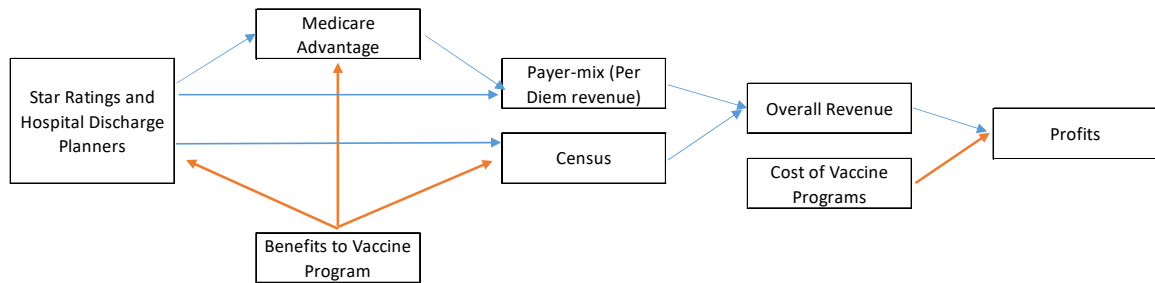 Medicare
Advantage
Star Ratings and
Hospital Discharge
Planners
Payer-mix (Per
Diem revenue)
Census
Overall Revenue
Cost of Vaccine
Programs
Profits
Benefits to Vaccine
Program